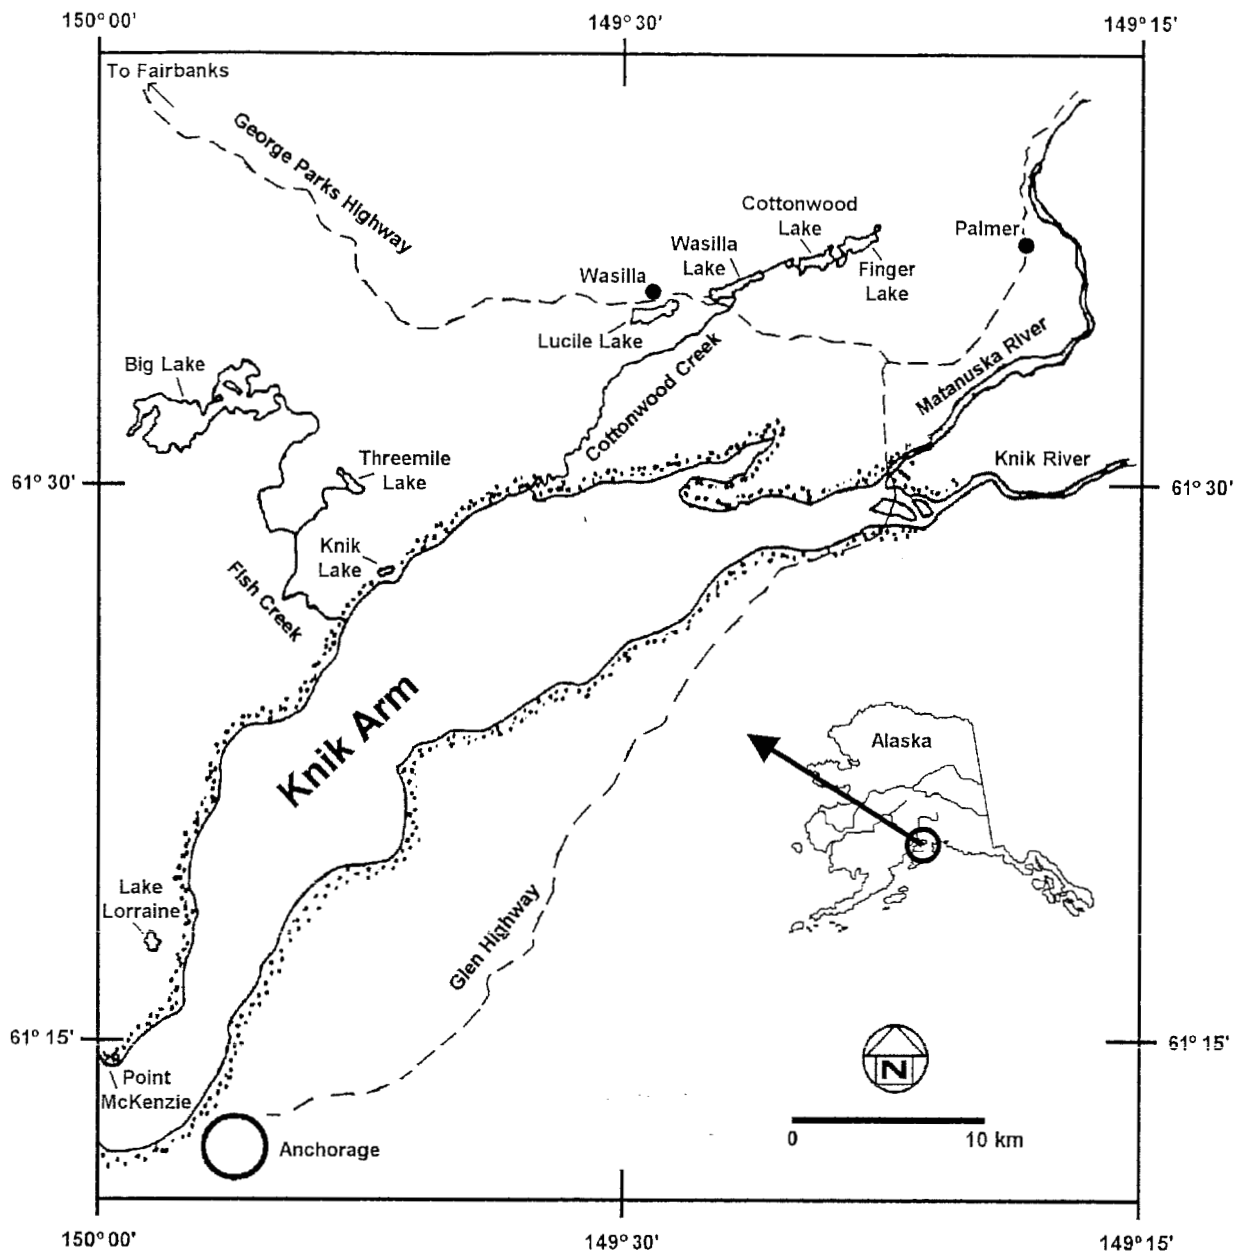 150° 00'
149° 30'
149° 15'
To Fairbanks
George Parks Highway
Cottonwood
Lake
Wasilla
Lake
Palmer
Finger
Lake
Wasilla
Lucile Lake
Cottonwood Creek
Matanuska River
Big Lake
Threemile
Lake
Knik River
61° 30'
61° 30'
Knik
Lake
Fish Creek
Knik Arm
Alaska
Lake
Lorraine
Glen Highway
61° 15'
61° 15'
Point
McKenzie
N
0
10 km
Anchorage
150° 00'
149° 30'
149° 15'